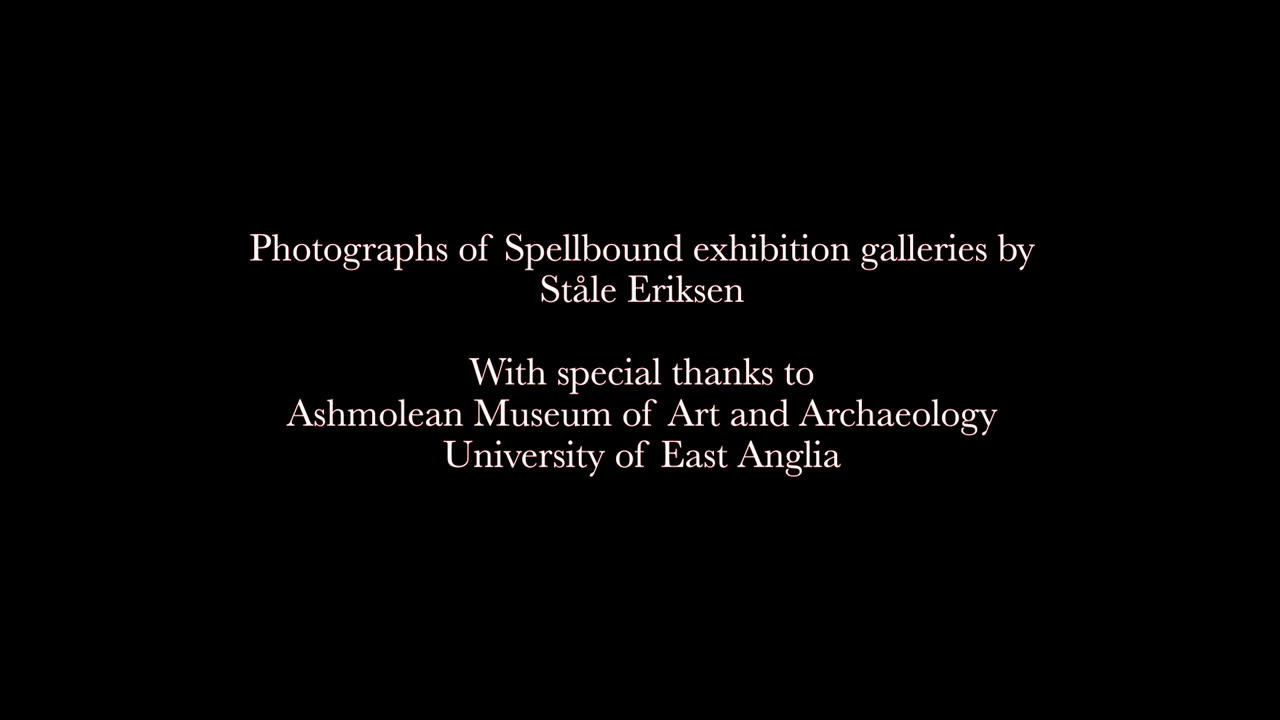 Photographs of Spellbound exhibition galleries by
Ståle Eriksen
With special thanks to
Ashmolean Museum of Art and Archaeology
University of East Anglia